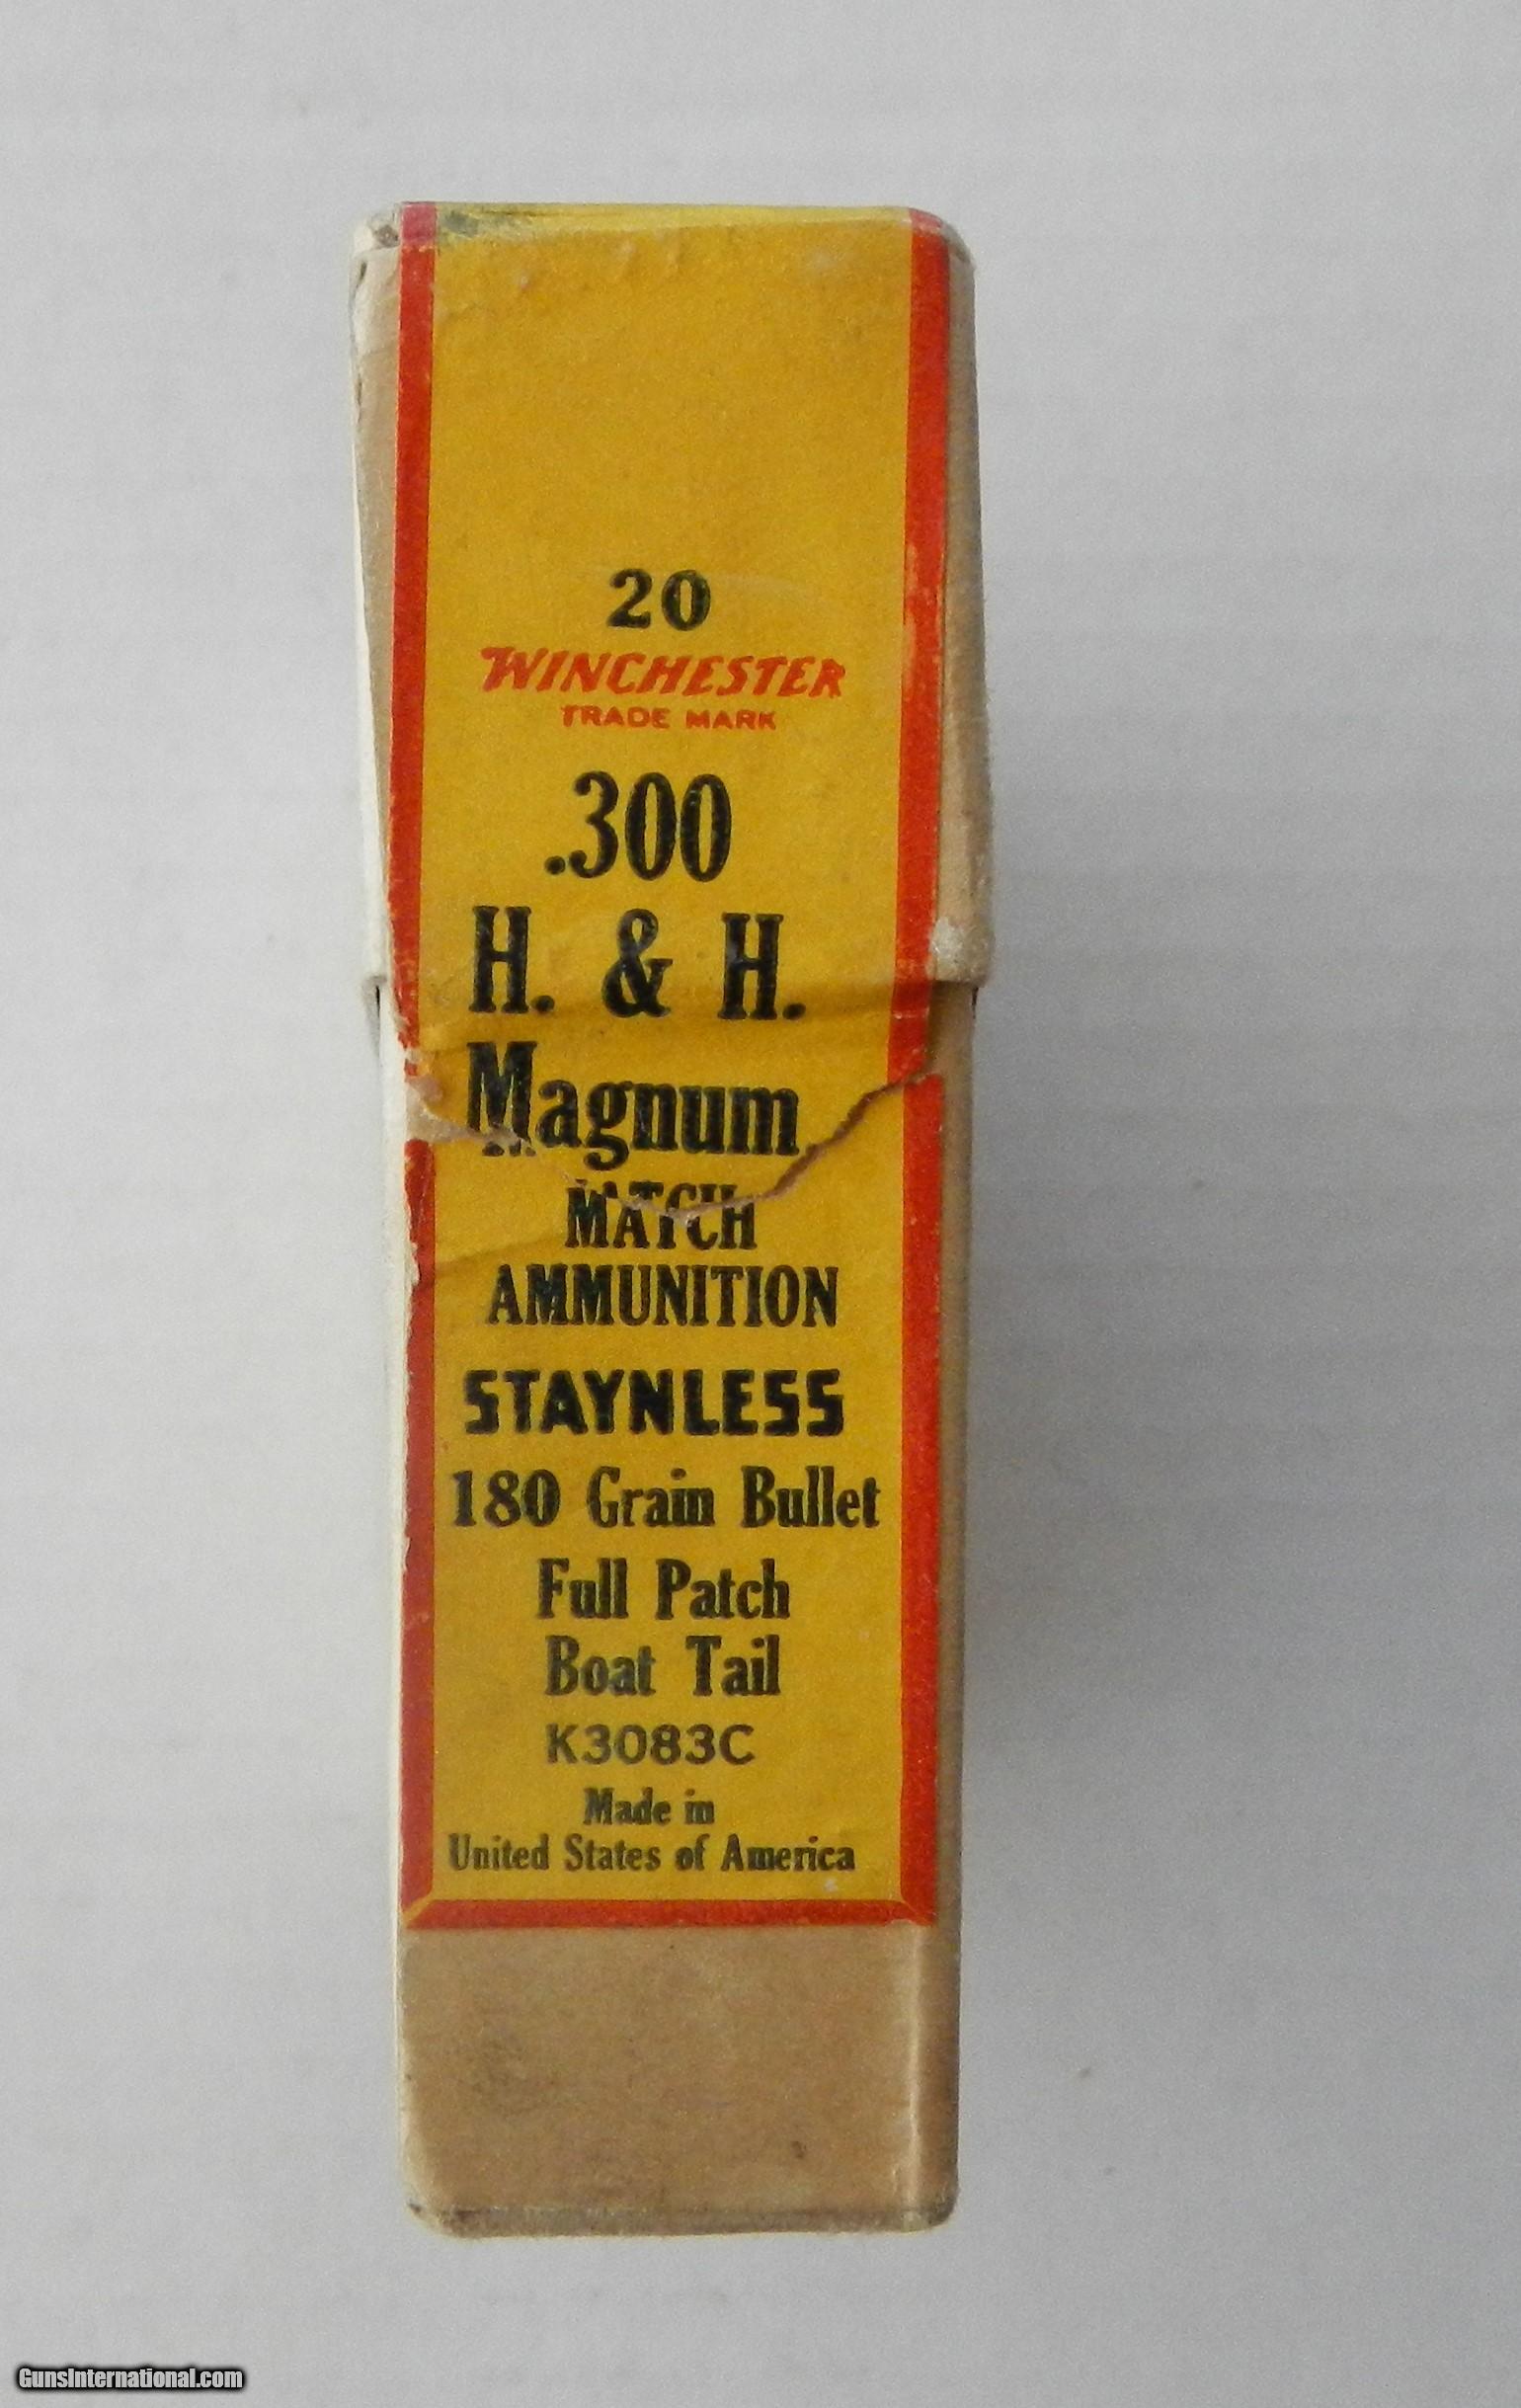 20
WINCHESTER
TRADE MARK
.300
H. & H.
Magnum
MATCH
AMMUNITION
STAYNLESS
180 Grain Bullet
Full Patch
Boat Tail
K3083C
Made in
United States of America
GunsInternational.com